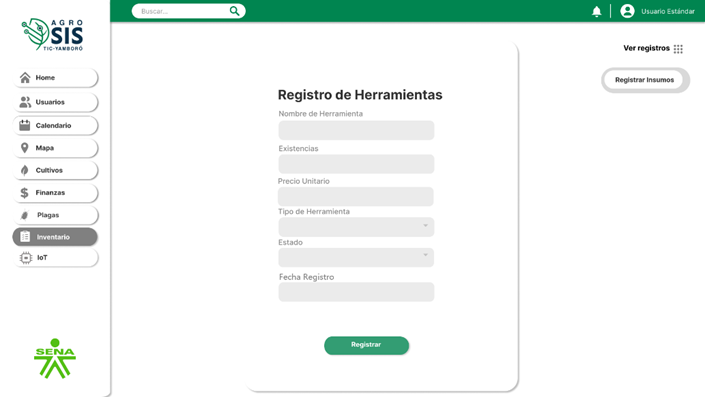 Buscar...
Usuario Estándar
AGRO
SIS
TIC-YAMBORÓ
Home
Usuarios
Calendario
Mapa
Cultivos
Finanzas
Plagas
Inventario
IoT
SENA
Registro de Herramientas
Nombre de Herramienta
Existencias
Precio Unitario
Tipo de Herramienta
Estado
Fecha Registro
Registrar
Ver registros
Registrar Insumos